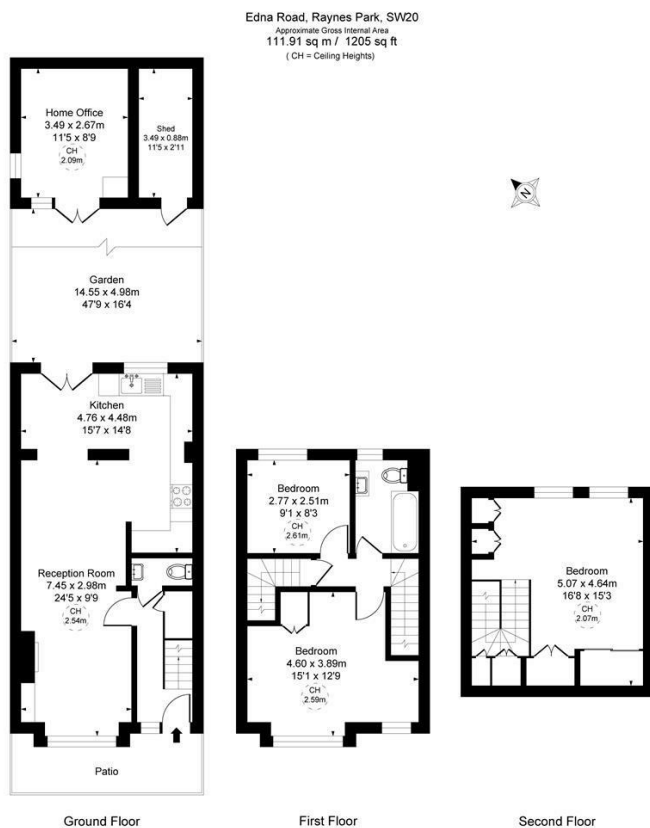 Edna Road, Raynes Park, SW20
Approximate Gross Internal Area
111.91 sq m / 1205 sq ft
( CH = Ceiling Heights)
Home Office
3.49 x 2.67m
11'5 x 8'9
CH
2.09m
Shed
3.49 x 0.88m
11'5 x 2'11
N
Garden
14.55 x 4.98m
47'9 x 16'4
Kitchen
4.76 x 4.48m
15'7 x 14'8
Reception Room
7.45 x 2.98m
24'5 x 9'9
CH
2.54m
Patio
Ground Floor
Bedroom
2.77 x 2.51m
9'1 x 8'3
CH
2.61m
Bedroom
4.60 x 3.89m
15'1 x 12'9
CH
2.59m
First Floor
Bedroom
5.07 x 4.64m
16'8 x 15'3
CH
2.07m
Second Floor